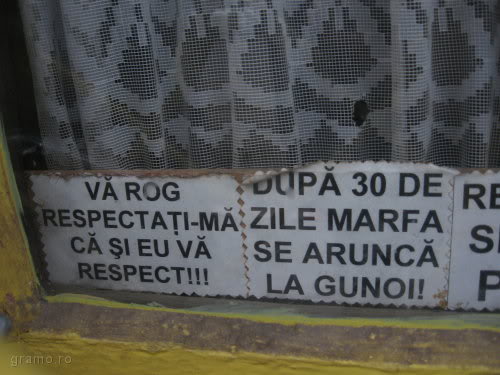 VĂ ROG
RESPECTAȚI-MĂ
CĂ ŞI EU VĂ
RESPECT!!!
DUPĂ 30 DE
ZILE MARFA
SE ARUNCĂ
LA GUNOI!
gramo.ro